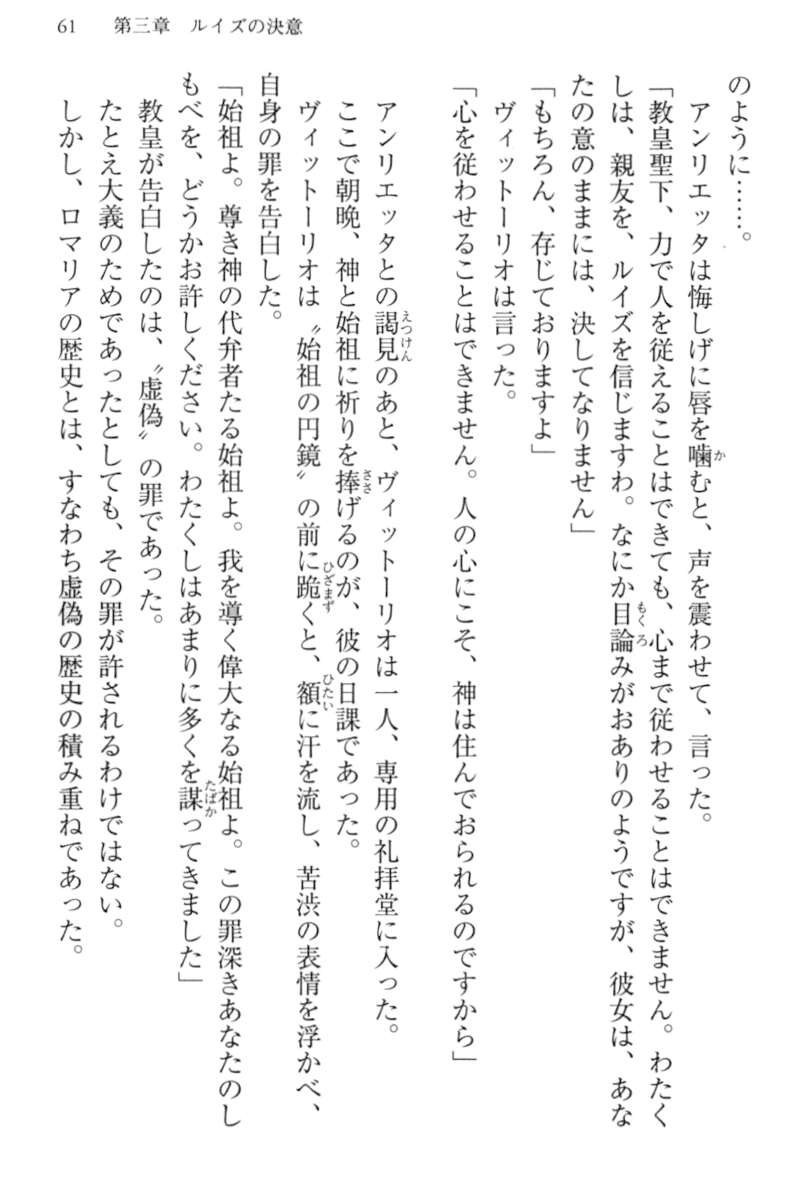 61　第三章　ルイズの決意
のように……。
　アンリエッタは悔しげに唇を噛むと、声を震わせて、言った。
「教皇聖下、力で人を従えることはできても、心まで従わせることはできません。わたく
しは、親友を、ルイズを信じますわ。なにか目論みがおありのようですが、彼女は、あな
たの意のままには、決してなりません」
「もちろん、存じておりますよ」
　ヴィットーリオは言った。
「心を従わせることはできません。人の心にこそ、神は住んでおられるのですから」
　アンリエッタとの謁見のあと、ヴィットーリオは一人、専用の礼拝堂に入った。
　ここで朝晩、神と始祖に祈りを捧げるのが、彼の日課であった。
　ヴィットーリオは〝始祖の円鏡〟の前に跪くと、額に汗を流し、苦渋の表情を浮かべ、
自身の罪を告白した。
「始祖よ。尊き神の代弁者たる始祖よ。我を導く偉大なる始祖よ。この罪深きあなたのし
もべを、どうかお許しください。わたくしはあまりに多くを謀ってきました」
　教皇が告白したのは、〝虚偽〟の罪であった。
　たとえ大義のためであったとしても、その罪が許されるわけではない。
　しかし、ロマリアの歴史とは、すなわち虚偽の歴史の積み重ねであった。